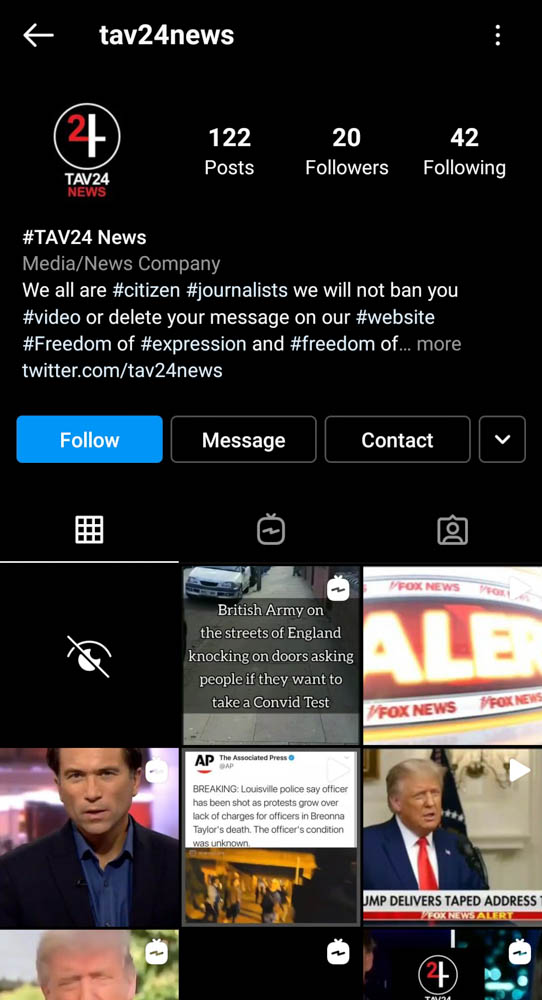 tav24news
24
TAV24
NEWS
122
Posts
20
Followers
42
Following
#TAV24 News
Media/News Company
We all are #citizen #journalists we will not ban you
#video or delete your message on our #website
#Freedom of #expression and #freedom of... more
twitter.com/tav24news
Follow
Message
Contact
British Army on
the streets of England
knocking on doors asking
people if they want to
take a Convid Test
FOX NEWS
FOX NEWS
ALER
FOX NEWS
FOX NEWS
AP
The Associated Press
@AP
BREAKING: Louisville police say officer
has been shot as protests grow over
lack of charges for officers in Breonna
Taylor's death. The officer's condition
was unknown.
UMP DELIVERS TAPED ADDRESS T
FOX NEWS ALERT
24
TAV24